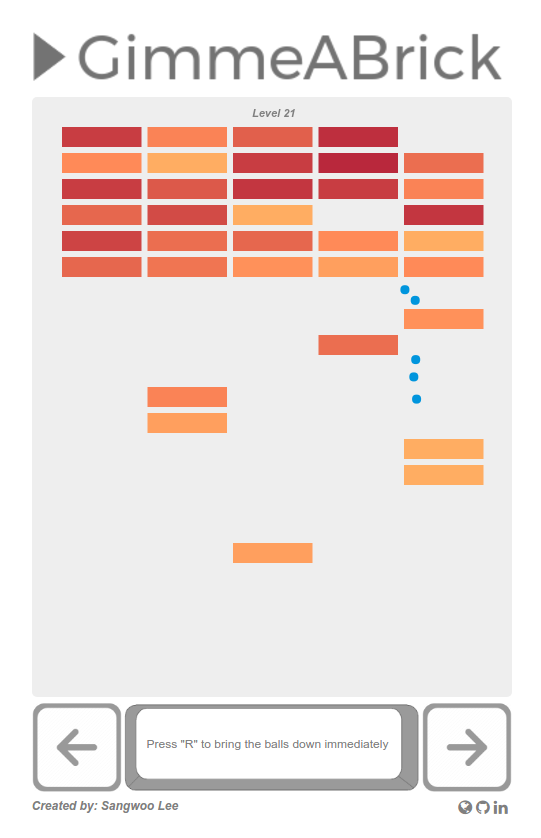 GimmeABrick
Level 21
Press "R" to bring the balls down immediately
Created by: Sangwoo Lee
in